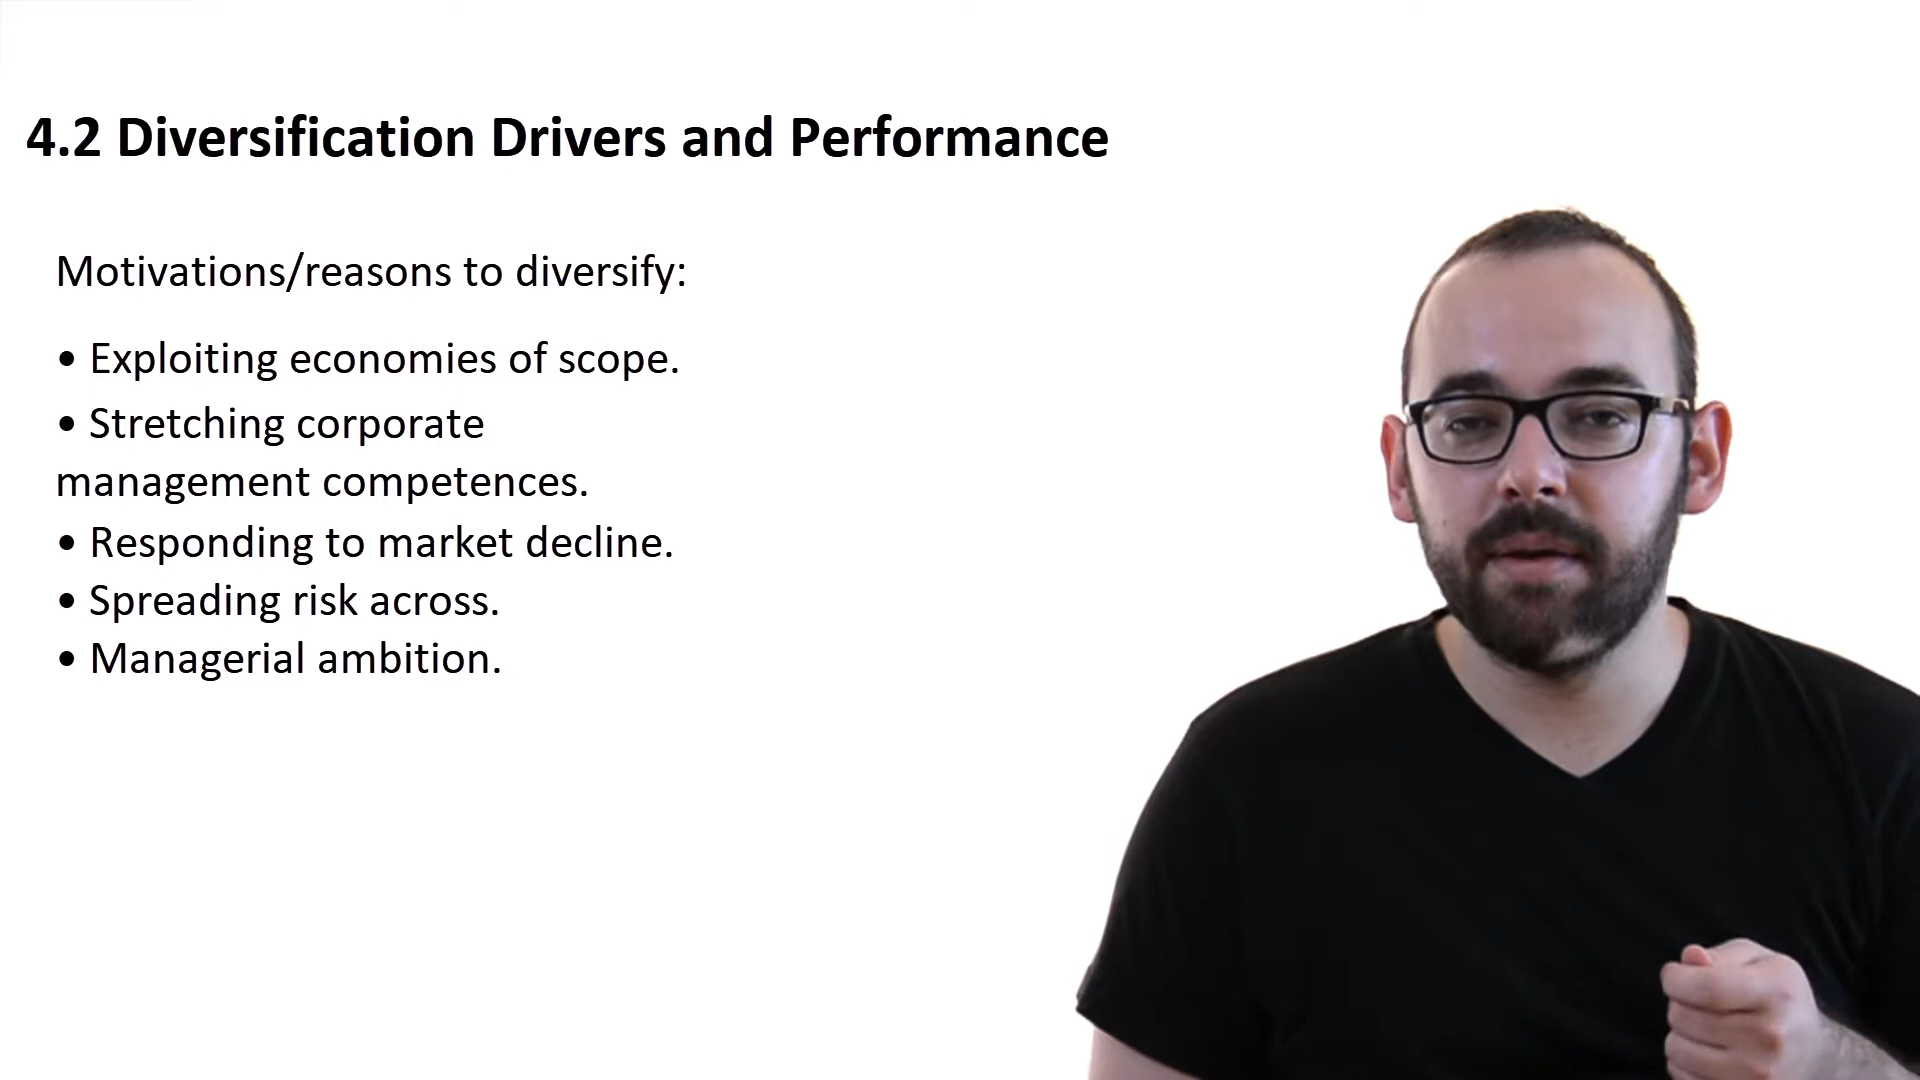 4.2 Diversification Drivers and Performance
Motivations/reasons to diversify:
• Exploiting economies of scope.
• Stretching corporate
management competences.
• Responding to market decline.
• Spreading risk across.
• Managerial ambition.